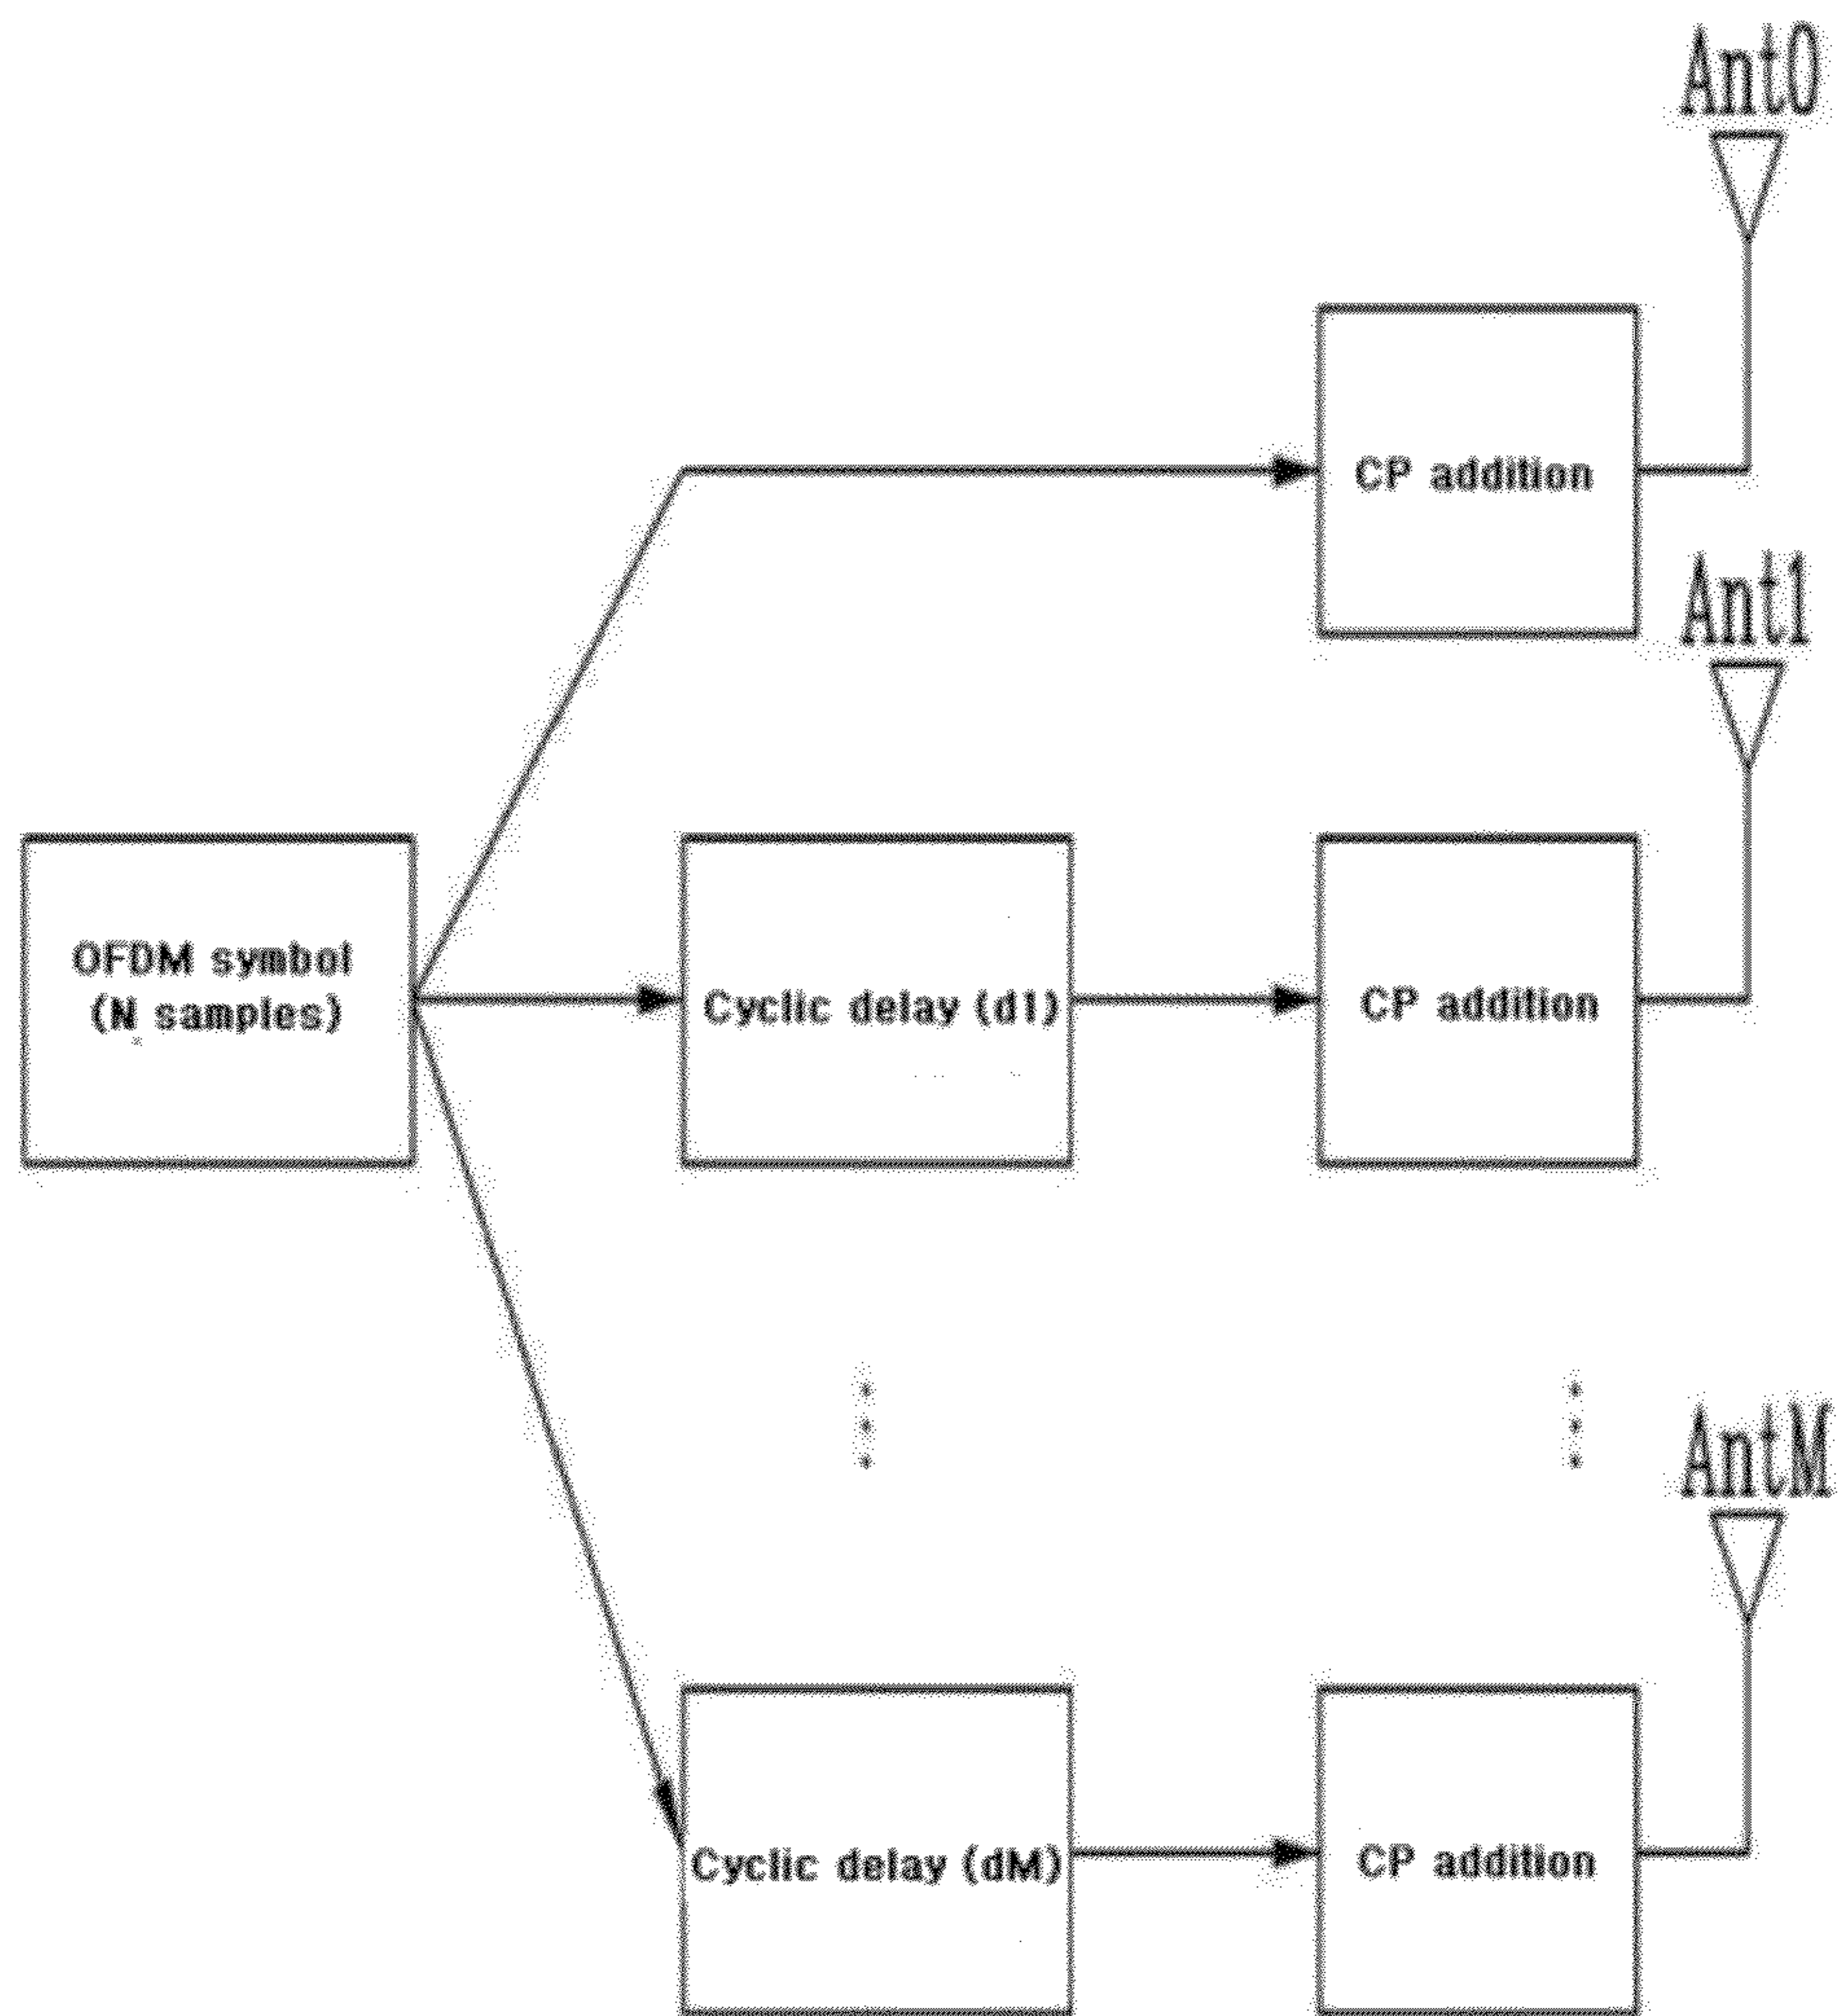 Ant0
CP addition
Ant1
OFDM symbol
(N samples)
Cyclic delay (d1)
CP addition
AntM
Cyclic delay (dM)
CP addition